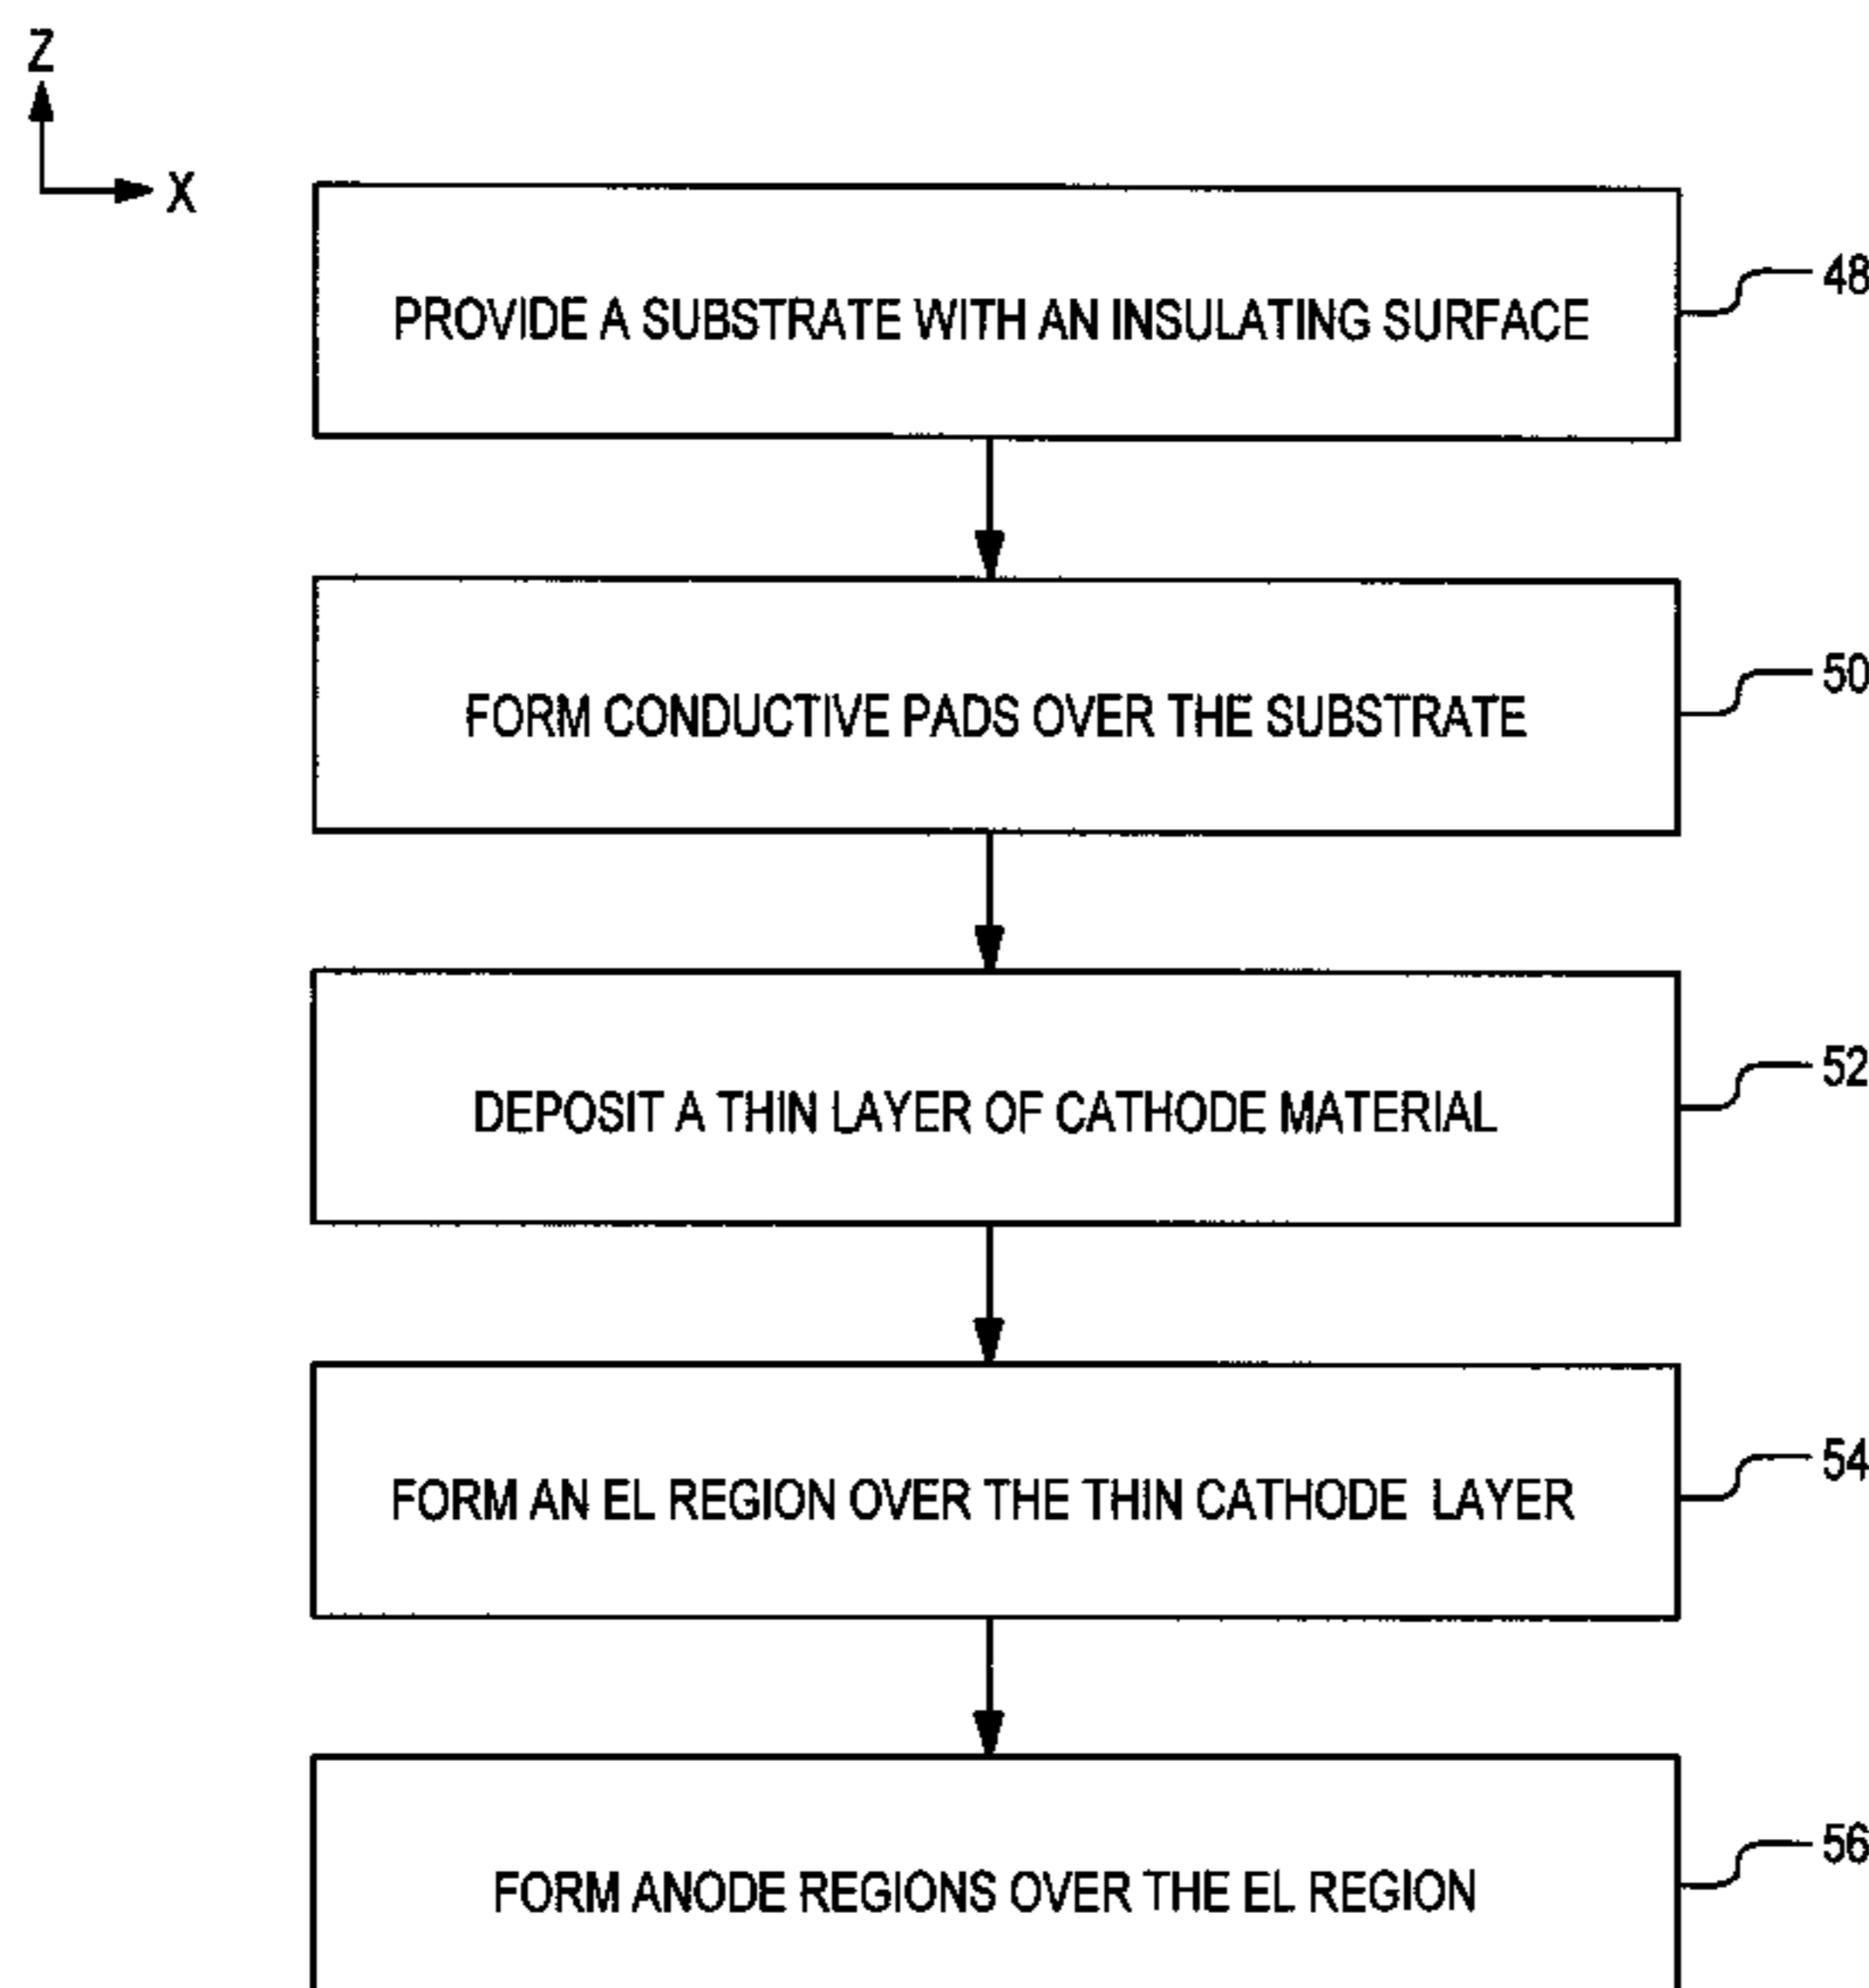 Z
X
PROVIDE A SUBSTRATE WITH AN INSULATING SURFACE
48
FORM CONDUCTIVE PADS OVER THE SUBSTRATE
50
DEPOSIT A THIN LAYER OF CATHODE MATERIAL
52
FORM AN EL REGION OVER THE THIN CATHODE LAYER
54
FORM ANODE REGIONS OVER THE EL REGION
56